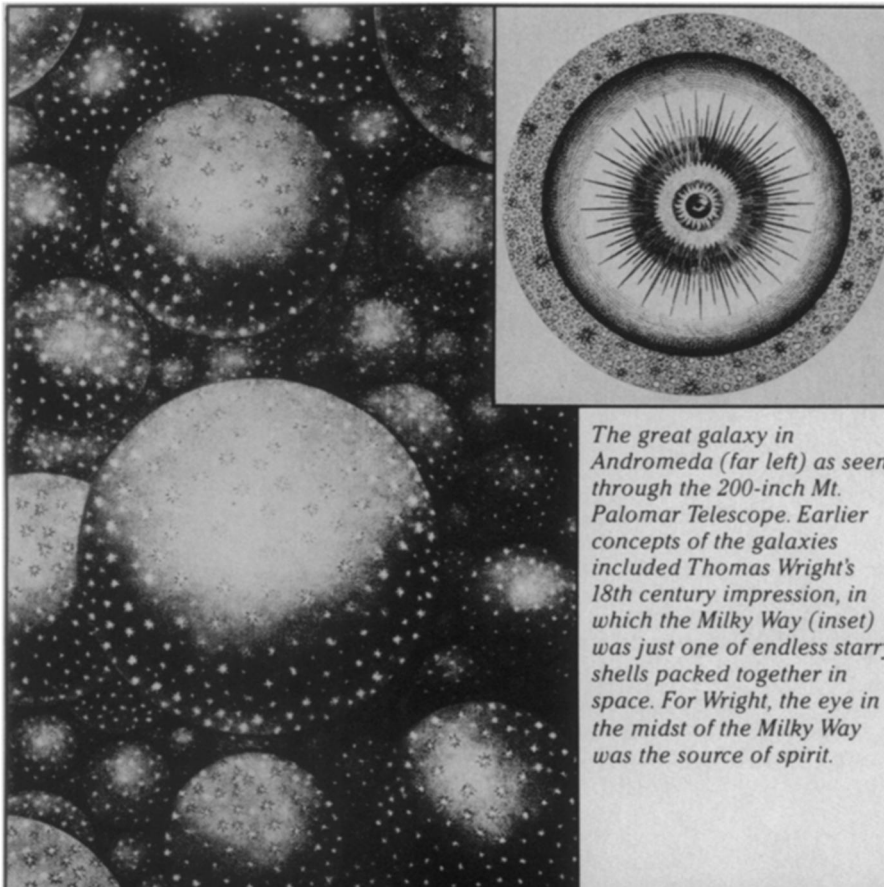 The great galaxy in
Andromeda (far left) as seen
through the 200-inch Mt.
Palomar Telescope. Earlier
concepts of the galaxies
included Thomas Wright's
18th century impression, in
which the Milky Way (inset)
was just one of endless starry
shells packed together in
space. For Wright, the eye in
the midst of the Milky Way
was the source of spirit.